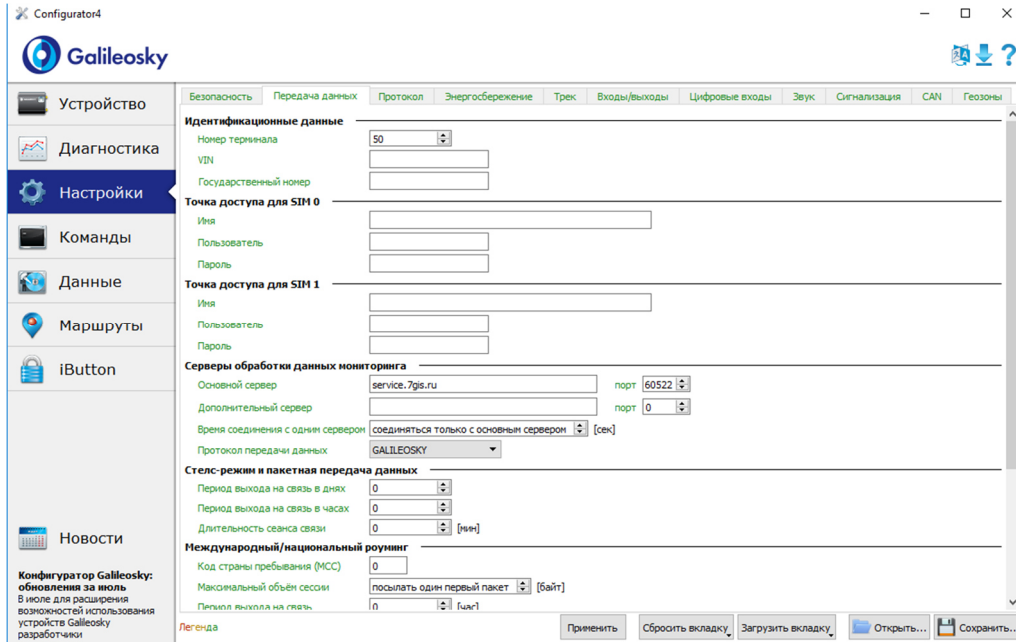 Configurator4
Galileosky
Устройство
Диагностика
Настройки
Команды
Данные
Маршруты
iButton
Новости
Конфигуратор Galileosky:
обновления за июль
В июле для расширения
возможностей использования
устройств Galileosky
разработчики
Безопасность Передача данных Протокол Энергосбережение Трек Входы/выходы Цифровые входы Звук Сигнализация CAN Геозоны
Идентификационные данные
Номер терминала 50
VIN
Государственный номер
Точка доступа для SIM 0
Имя
Пользователь
Пароль
Точка доступа для SIM 1
Имя
Пользователь
Пароль
Серверы обработки данных мониторинга
Основной сервер service.7gis.ru порт 60522
Дополнительный сервер порт 0
Время соединения с одним сервером соединяться только с основным сервером [сек]
Протокол передачи данных GALILEOSKY
Стелс-режим и пакетная передача данных
Период выхода на связь в днях 0
Период выхода на связь в часах 0
Длительность сеанса связи 0 [мин]
Международный/национальный роуминг
Код страны пребывания (MCC) 0
Максимальный объём сессии посылать один первый пакет [байт]
Период выхода на связь 0 [час]
Легенда Применить Сбросить вкладку Загрузить вкладку Открыть... Сохранить...